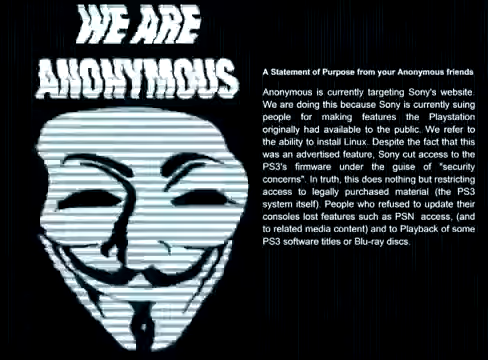 WE ARE
ANONYMOUS
A Statement of Purpose from your Anonymous friends
Anonymous is currently targeting Sony's website.
We are doing this because Sony is currently suing
people for making features the Playstation
originally had available to the public. We refer to
the ability to install Linux. Despite the fact that this
was an advertised feature, Sony cut access to the
PS3's firmware under the guise of "security
concerns". In truth, this does nothing but restricting
access to legally purchased material (the PS3
system itself). People who refused to update their
consoles lost features such as PSN access, (and
to related media content) and to Playback of some
PS3 software titles or Blu-ray discs.